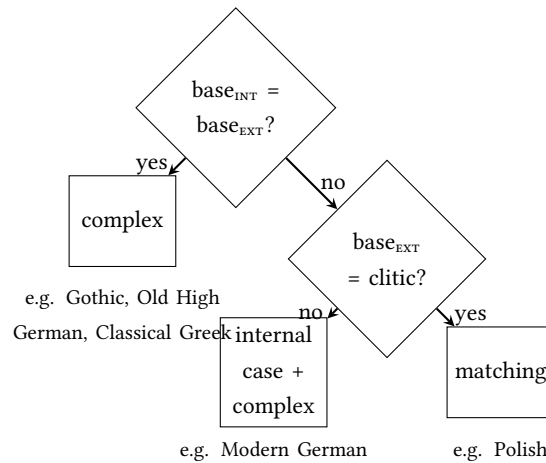 base_INT =
base_EXT?
yes
no
complex
base_EXT
= clitic?
e.g. Gothic, Old High
German, Classical Greek
no
yes
internal
case +
complex
matching
e.g. Modern German
e.g. Polish